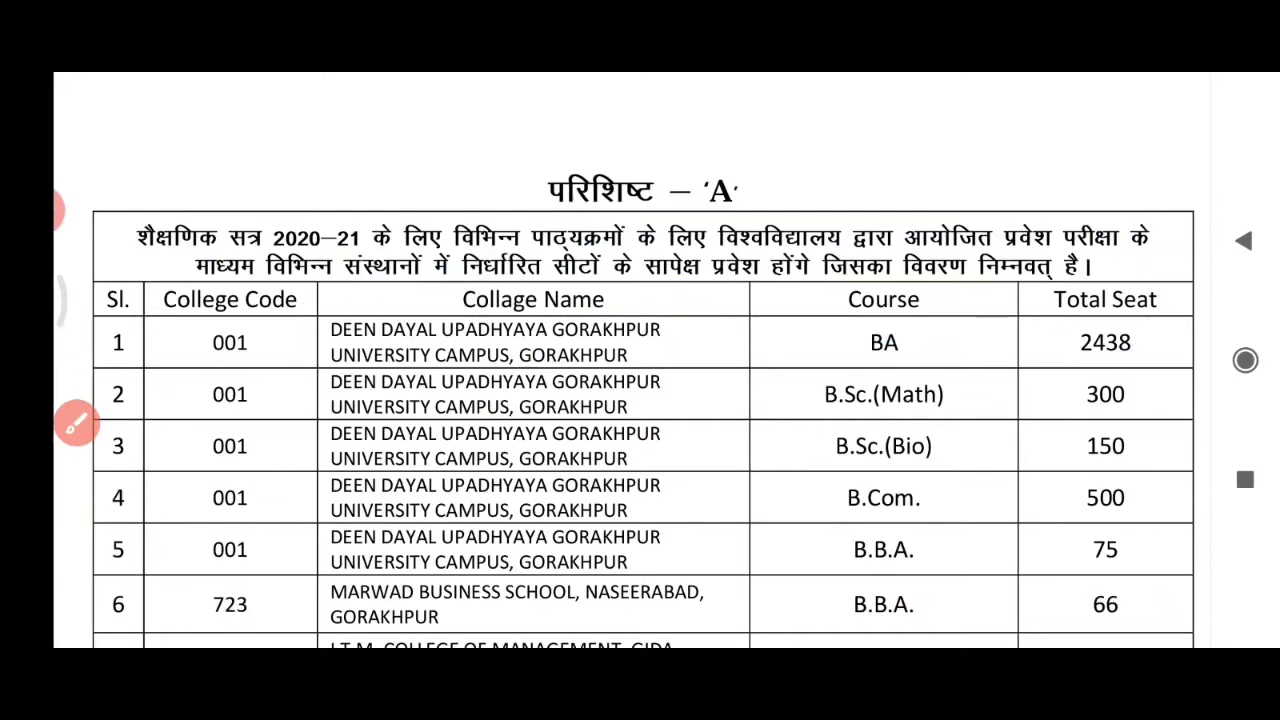 परिशिष्ट – 'A'
शैक्षणिक सत्र 2020–21 के लिए विभिन्न पाठ्यक्रमों के लिए विश्वविद्यालय द्वारा आयोजित प्रवेश परीक्षा के
माध्यम विभिन्न संस्थानों में निर्धारित सीटों के सापेक्ष प्रवेश होंगे जिसका विवरण निम्नवत् है।
Sl. College Code Collage Name Course Total Seat
1 001 DEEN DAYAL UPADHYAYA GORAKHPUR
UNIVERSITY CAMPUS, GORAKHPUR BA 2438
2 001 DEEN DAYAL UPADHYAYA GORAKHPUR
UNIVERSITY CAMPUS, GORAKHPUR B.Sc.(Math) 300
3 001 DEEN DAYAL UPADHYAYA GORAKHPUR
UNIVERSITY CAMPUS, GORAKHPUR B.Sc.(Bio) 150
4 001 DEEN DAYAL UPADHYAYA GORAKHPUR
UNIVERSITY CAMPUS, GORAKHPUR B.Com. 500
5 001 DEEN DAYAL UPADHYAYA GORAKHPUR
UNIVERSITY CAMPUS, GORAKHPUR B.B.A. 75
6 723 MARWAD BUSINESS SCHOOL, NASEERABAD,
GORAKHPUR B.B.A. 66
COLLEGE OF MANAGEMENT, GIDA